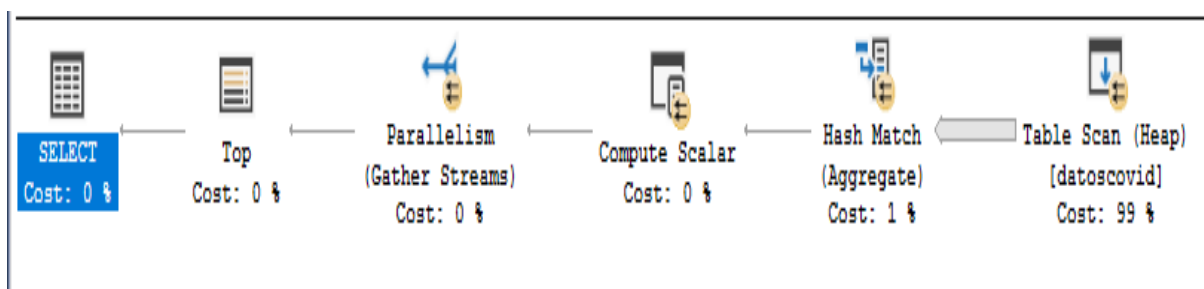 SELECT
Cost: 0 %
Top
Cost: 0 %
Parallelism
(Gather Streams)
Cost: 0 %
Compute Scalar
Cost: 0 %
Hash Match
(Aggregate)
Cost: 1 %
Table Scan (Heap)
[datoscovid]
Cost: 99 %